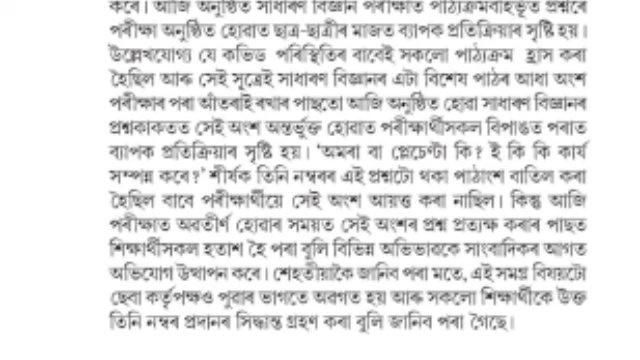 কৰে। আজি অনুষ্ঠিত সাধাৰণ বিজ্ঞান পৰীক্ষাত পাঠ্যক্ৰমবহিৰ্ভূত প্ৰশ্নৰে
পৰীক্ষা অনুষ্ঠিত হোৱাত ছাত্ৰ-ছাত্ৰীৰ মাজত ব্যাপক প্ৰতিক্ৰিয়াৰ সৃষ্টি হয়।
উল্লেখযোগ্য যে কভিড পৰিস্থিতিৰ বাবেই সকলো পাঠ্যক্ৰম হ্ৰাস কৰা
হৈছিল আৰু সেই সূত্ৰেই সাধাৰণ বিজ্ঞানৰ এটা বিশেষ পাঠৰ আধা অংশ
পৰীক্ষাৰ পৰা আঁতৰাই ৰখাৰ পাছতো আজি অনুষ্ঠিত হোৱা সাধাৰণ বিজ্ঞানৰ
প্ৰশ্নকাকতত সেই অংশ অন্তৰ্ভুক্ত হোৱাত পৰীক্ষাৰ্থীসকল বিপাঙত পৰাত
ব্যাপক প্ৰতিক্ৰিয়াৰ সৃষ্টি হয়। ‘অমৰা বা প্লেচেণ্টা কি? ই কি কি কাৰ্য
সম্পন্ন কৰে?’ শীৰ্ষক তিনি নম্বৰৰ এই প্ৰশ্নটো থকা পাঠাংশ বাতিল কৰা
হৈছিল বাবে পৰীক্ষাৰ্থীয়ে সেই অংশ আয়ত্ত কৰা নাছিল। কিন্তু আজি
পৰীক্ষাত অৱতীৰ্ণ হোৱাৰ সময়ত সেই অংশৰ প্ৰশ্ন প্ৰত্যক্ষ কৰাৰ পাছত
শিক্ষাৰ্থীসকল হতাশ হৈ পৰা বুলি বিভিন্ন অভিভাৱকে সাংবাদিকৰ আগত
অভিযোগ উত্থাপন কৰে। শেহতীয়াকৈ জানিব পৰা মতে, এই সমগ্ৰ বিষয়টো
ছেবা কৰ্তৃপক্ষও পুৱাৰ ভাগতে অৱগত হয় আৰু সকলো শিক্ষাৰ্থীকে উক্ত
তিনি নম্বৰ প্ৰদানৰ সিদ্ধান্ত গ্ৰহণ কৰা বুলি জানিব পৰা গৈছে।